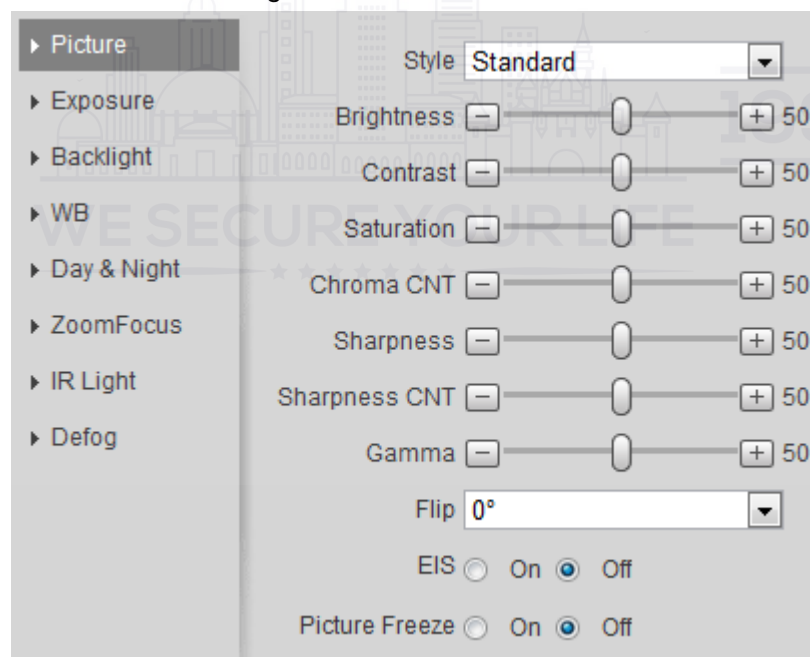 Picture
Exposure
Backlight
WB
Day & Night
ZoomFocus
IR Light
Defog
Style Standard
Brightness 50
Contrast 50
Saturation 50
Chroma CNT 50
Sharpness 50
Sharpness CNT 50
Gamma 50
Flip 0°
EIS On Off
Picture Freeze On Off
WE SECURE YOUR LIFE